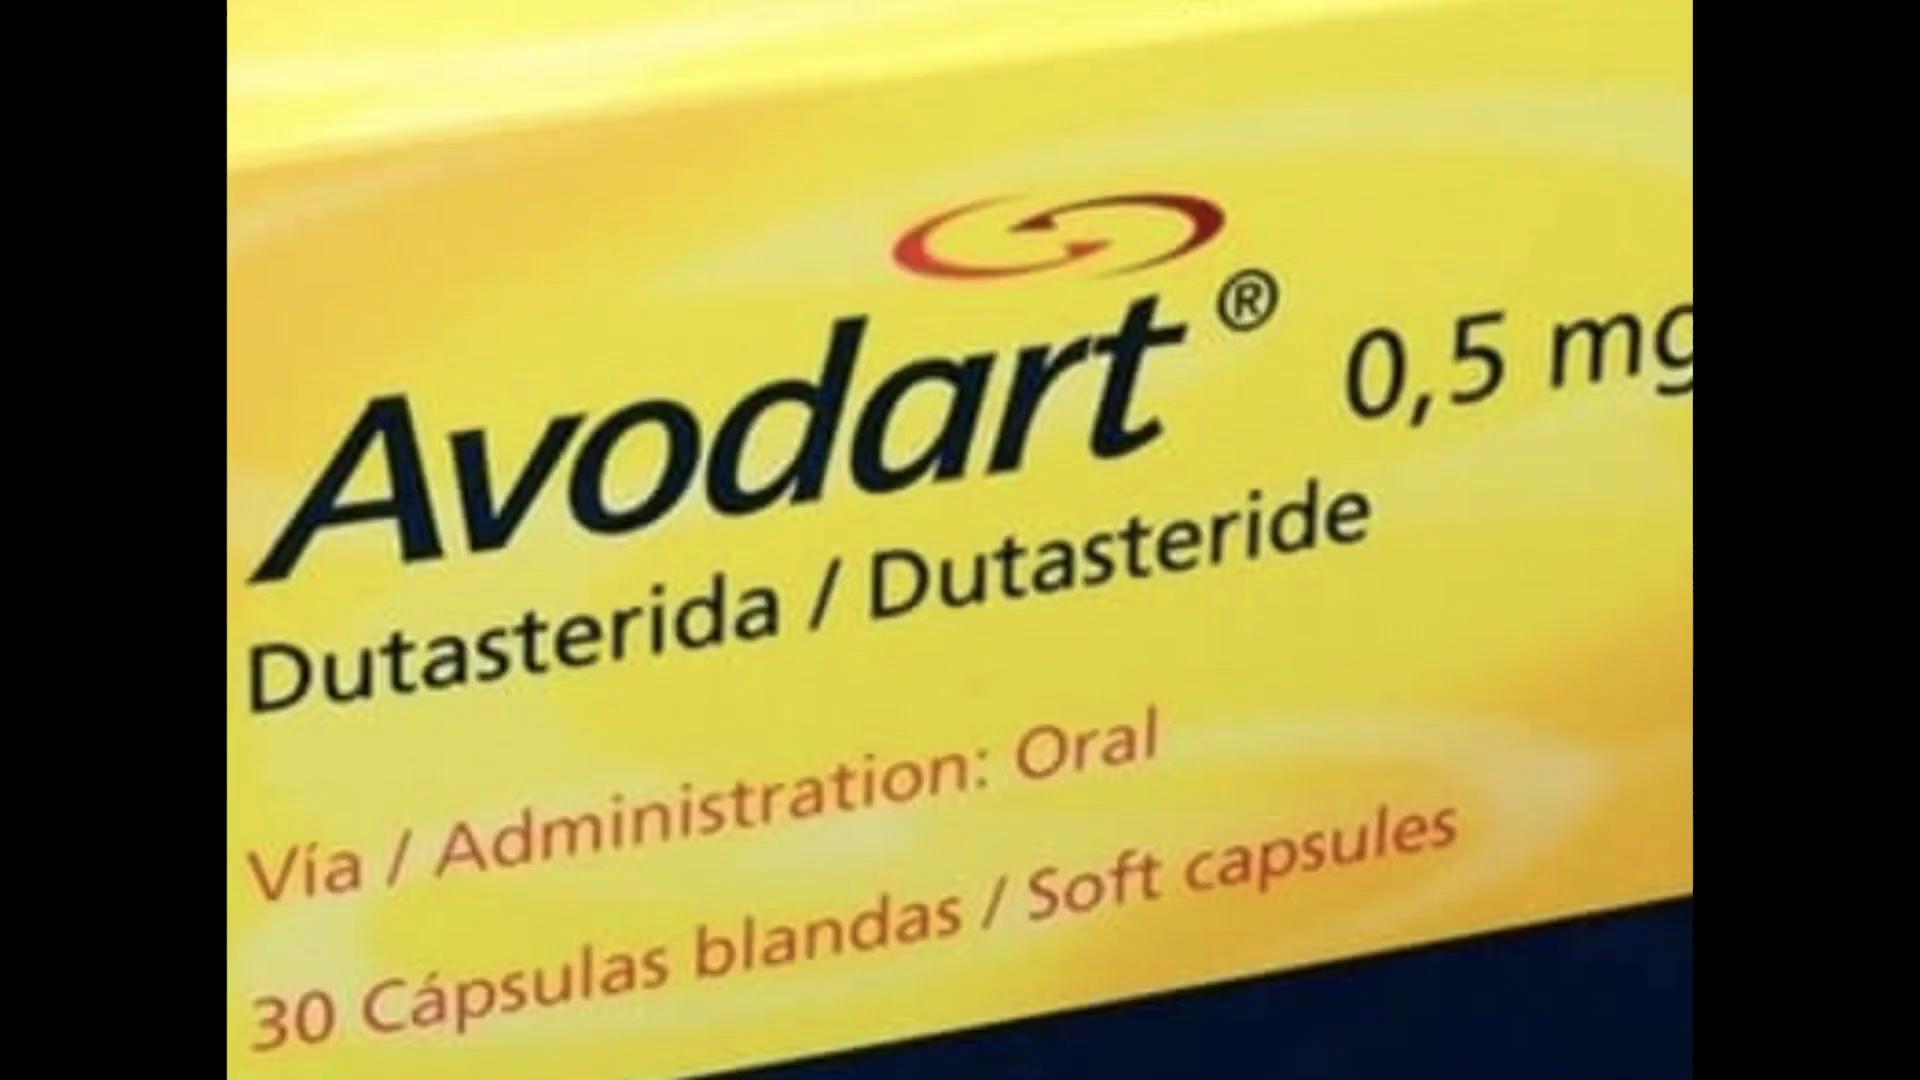 Avodart® 0,5 mg
Dutasterida / Dutasteride
Vía / Administration: Oral
30 Cápsulas blandas / Soft capsules